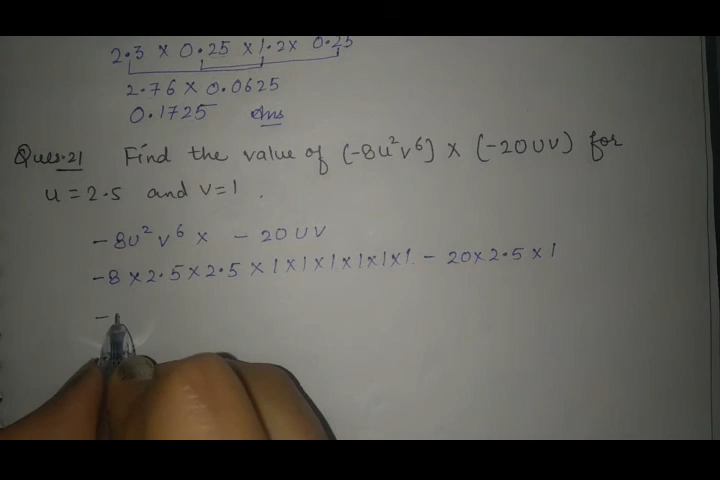 2.3 × 0.25 × 1.2 × 0.25
2.76 × 0.0625
0.1725 Ans
Ques.21 Find the value of (-8u²v⁶) × (-20uv) for
u = 2.5 and v=1.
-8u²v⁶ × -20uv
-8 × 2.5 × 2.5 × 1×1×1×1×1×1. - 20 × 2.5 × 1
-